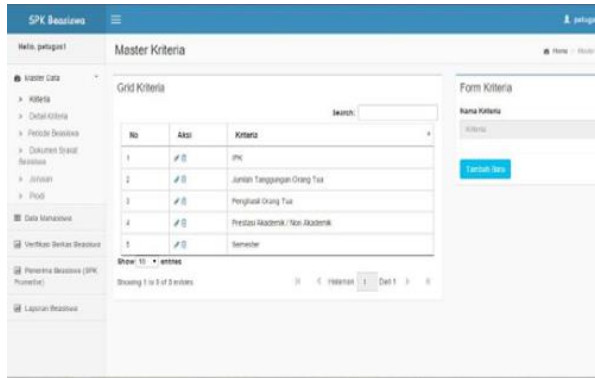 SPK Beasiswa
petugas
Hello, petugas1
Master Kriteria
Home
Master Data
Kriteria
Detail Kriteria
Periode Beasiswa
Dokumen Syarat
Beasiswa
Jurusan
Prodi
Data Mahasiswa
Verifikasi Berkas Beasiswa
Penerima Beasiswa (SPK
Promethee)
Laporan Beasiswa
Grid Kriteria
Search:
No Aksi Kriteria
1 IPK
2 Jumlah Tanggungan Orang Tua
3 Penghasil Orang Tua
4 Prestasi Akademik / Non Akademik
5 Semester
Show 10 entries
Showing 1 to 5 of 5 entries
Halaman 1 Dari 1
Form Kriteria
Nama Kriteria
Kriteria
Tambah Baru